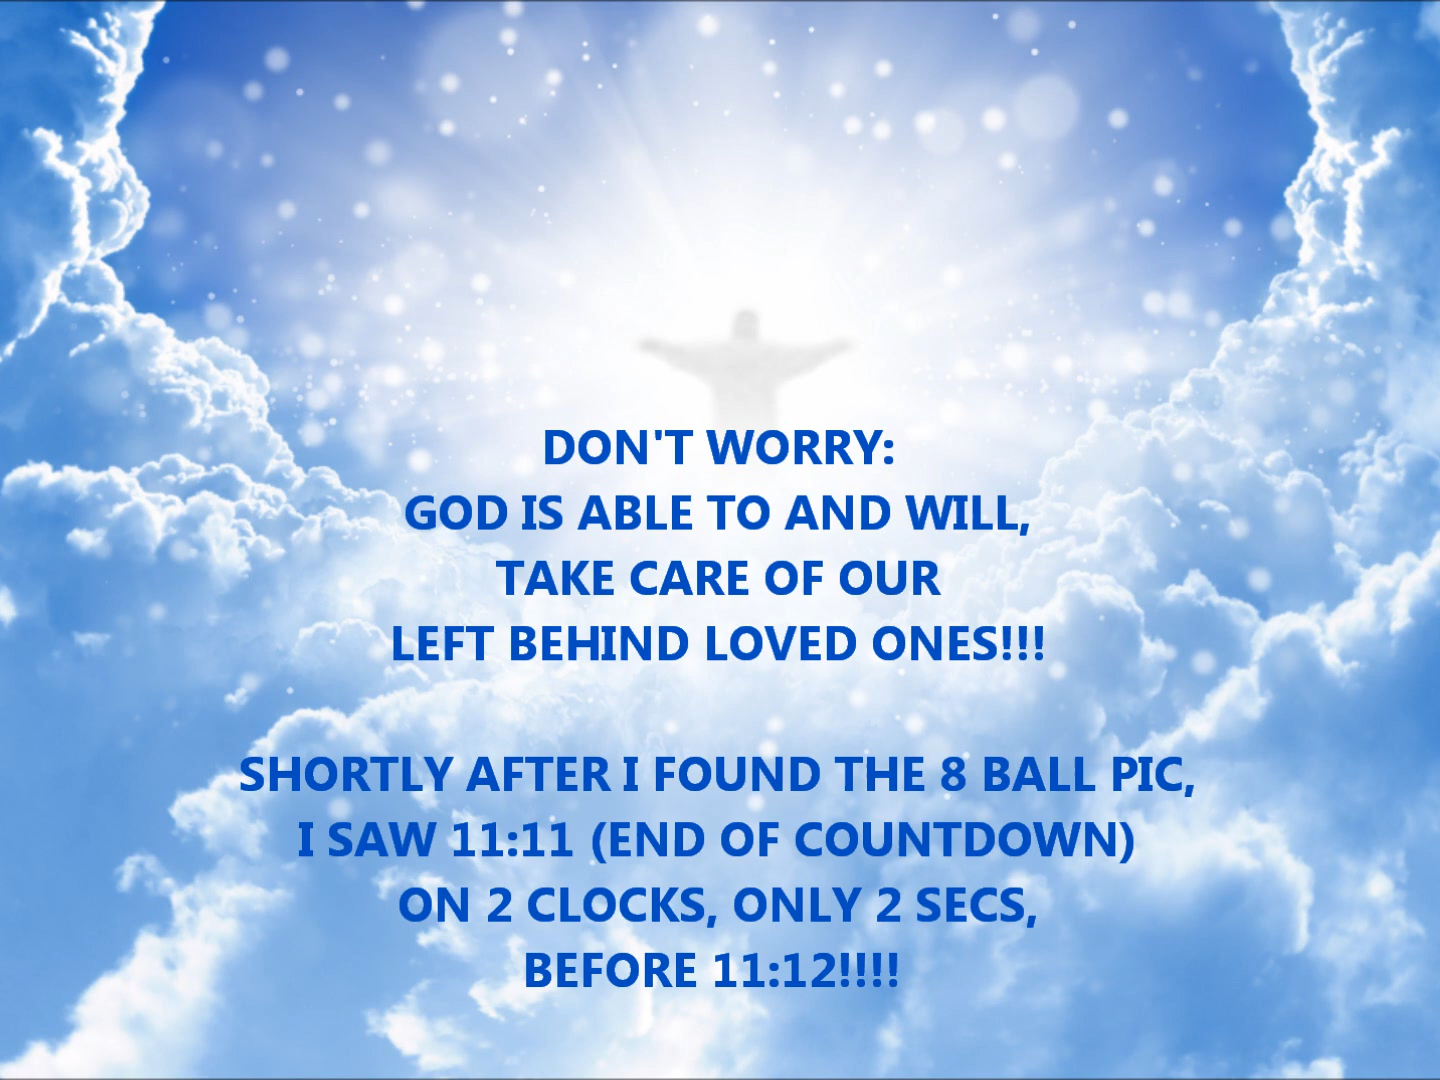 DON'T WORRY:
GOD IS ABLE TO AND WILL,
TAKE CARE OF OUR
LEFT BEHIND LOVED ONES!!!
SHORTLY AFTER I FOUND THE 8 BALL PIC,
I SAW 11:11 (END OF COUNTDOWN)
ON 2 CLOCKS, ONLY 2 SECS,
BEFORE 11:12!!!!